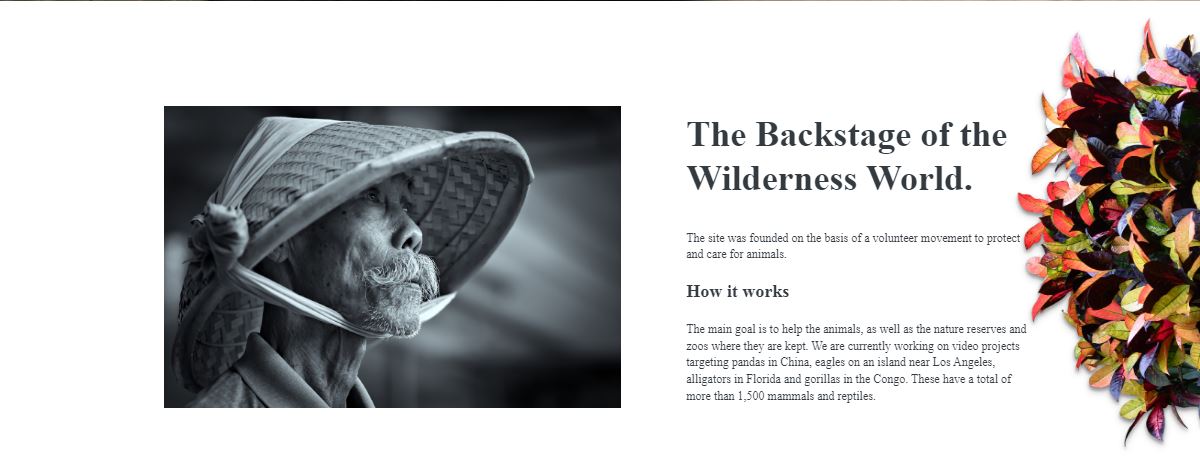 The Backstage of the
Wilderness World.
The site was founded on the basis of a volunteer movement to protect
and care for animals.
How it works
The main goal is to help the animals, as well as the nature reserves and
zoos where they are kept. We are currently working on video projects
targeting pandas in China, eagles on an island near Los Angeles,
alligators in Florida and gorillas in the Congo. These have a total of
more than 1,500 mammals and reptiles.